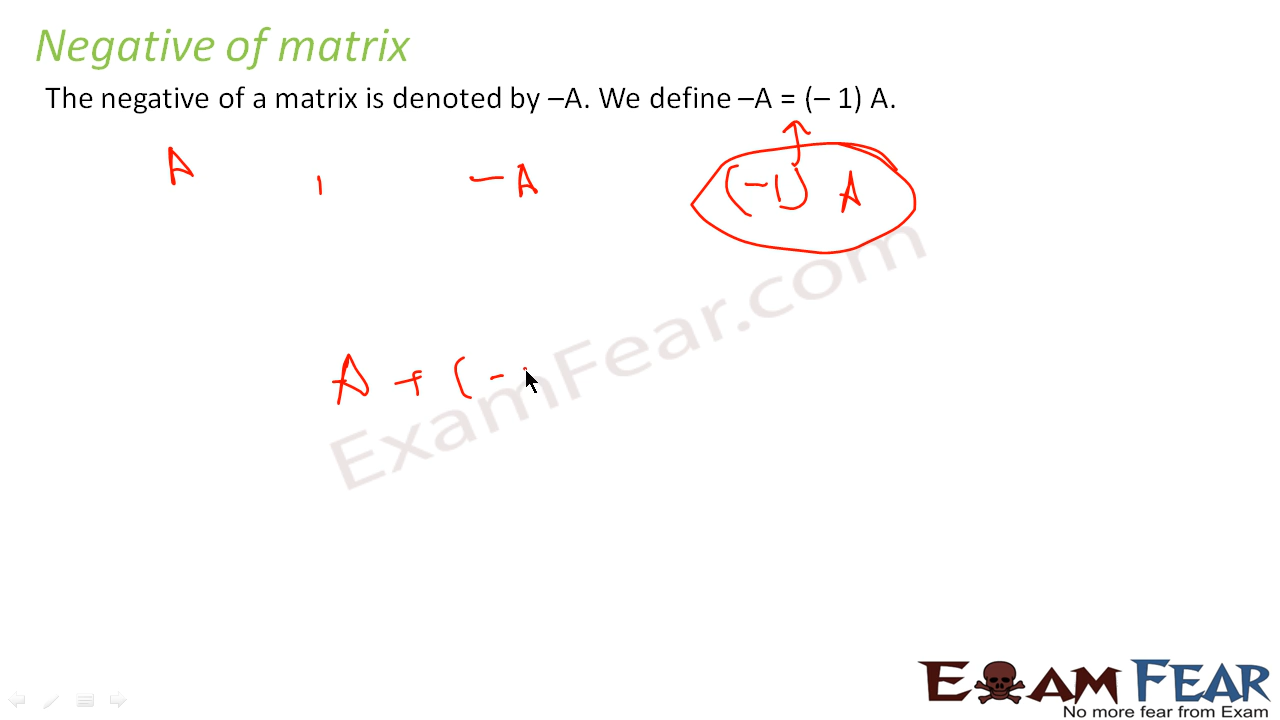 Negative of matrix
The negative of a matrix is denoted by –A. We define –A = (– 1) A.
A , – A (-1) A
A + ( -
ExamFear.com
EXAM FEAR
No more fear from Exam